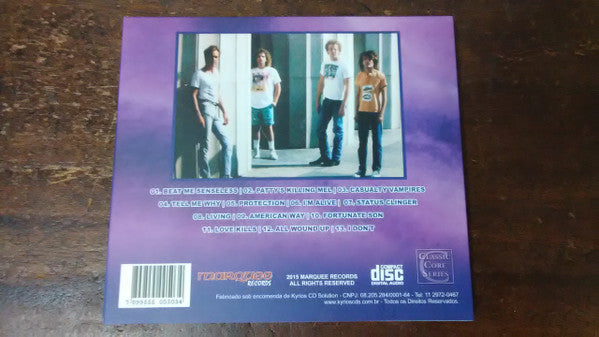 01. BEAT ME SENSELESS | 02. PATTY'S KILLING MEL | 03. CASUALTY VAMPIRES
04. TELL ME WHY | 05. PROTECTION | 06. I'M ALIVE | 07. STATUS CLINGER
08. LIVING | 09. AMERICAN WAY | 10. FORTUNATE SON
11. LOVE KILLS | 12. ALL WOUND UP | 13. I DON'T
MARQUEE
RECORDS
2015 MARQUEE RECORDS
ALL RIGHTS RESERVED
COMPACT
disc
DIGITAL AUDIO
CLASSIC
CORE
SERIES
Fabricado sob encomenda de Kyrios CD Solution - CNPJ: 08.205.284/0001-64 - Tel: 11 2972-0467
www.kyrioscds.com.br - Todos os Direitos Reservados.